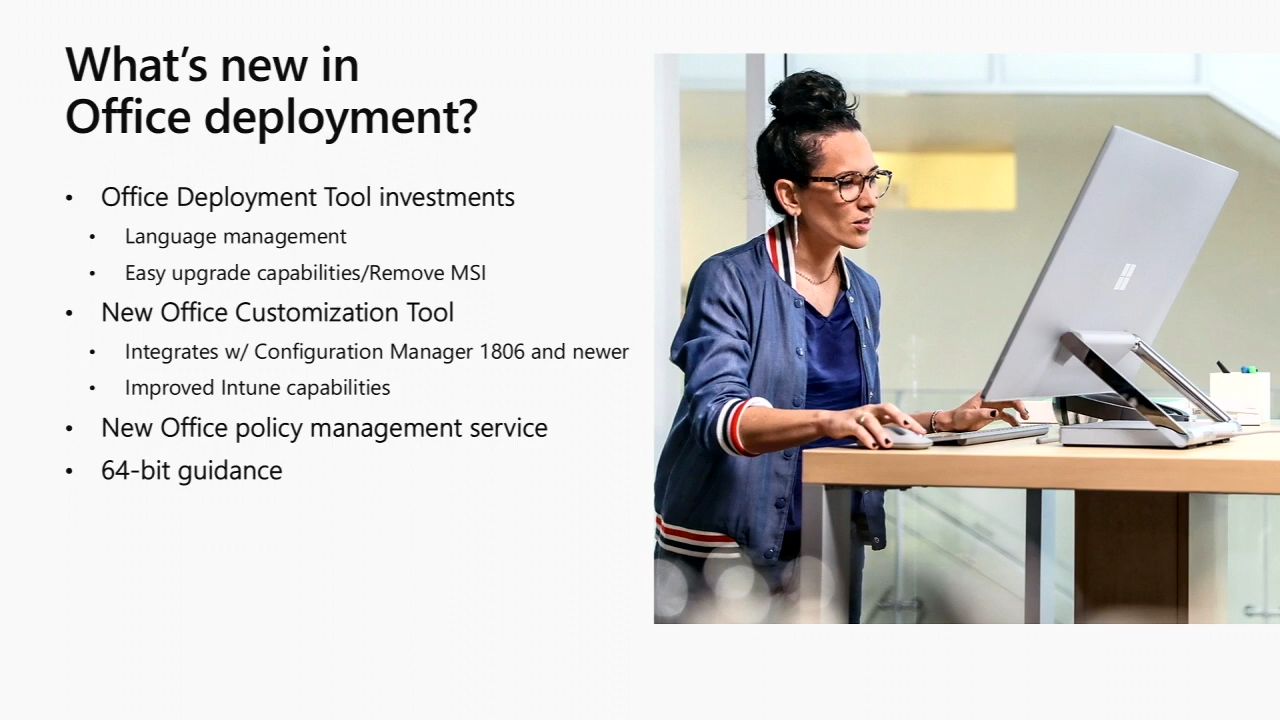 What’s new in
Office deployment?
• Office Deployment Tool investments
• Language management
• Easy upgrade capabilities/Remove MSI
• New Office Customization Tool
• Integrates w/ Configuration Manager 1806 and newer
• Improved Intune capabilities
• New Office policy management service
• 64-bit guidance